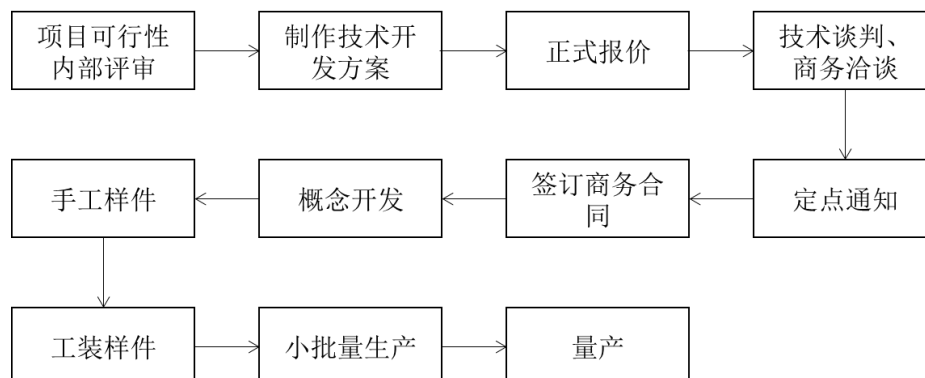 项目可行性
内部评审
制作技术开
发方案
正式报价
技术谈判、
商务洽谈
定点通知
签订商务合
同
概念开发
手工样件
工装样件
小批量生产
量产